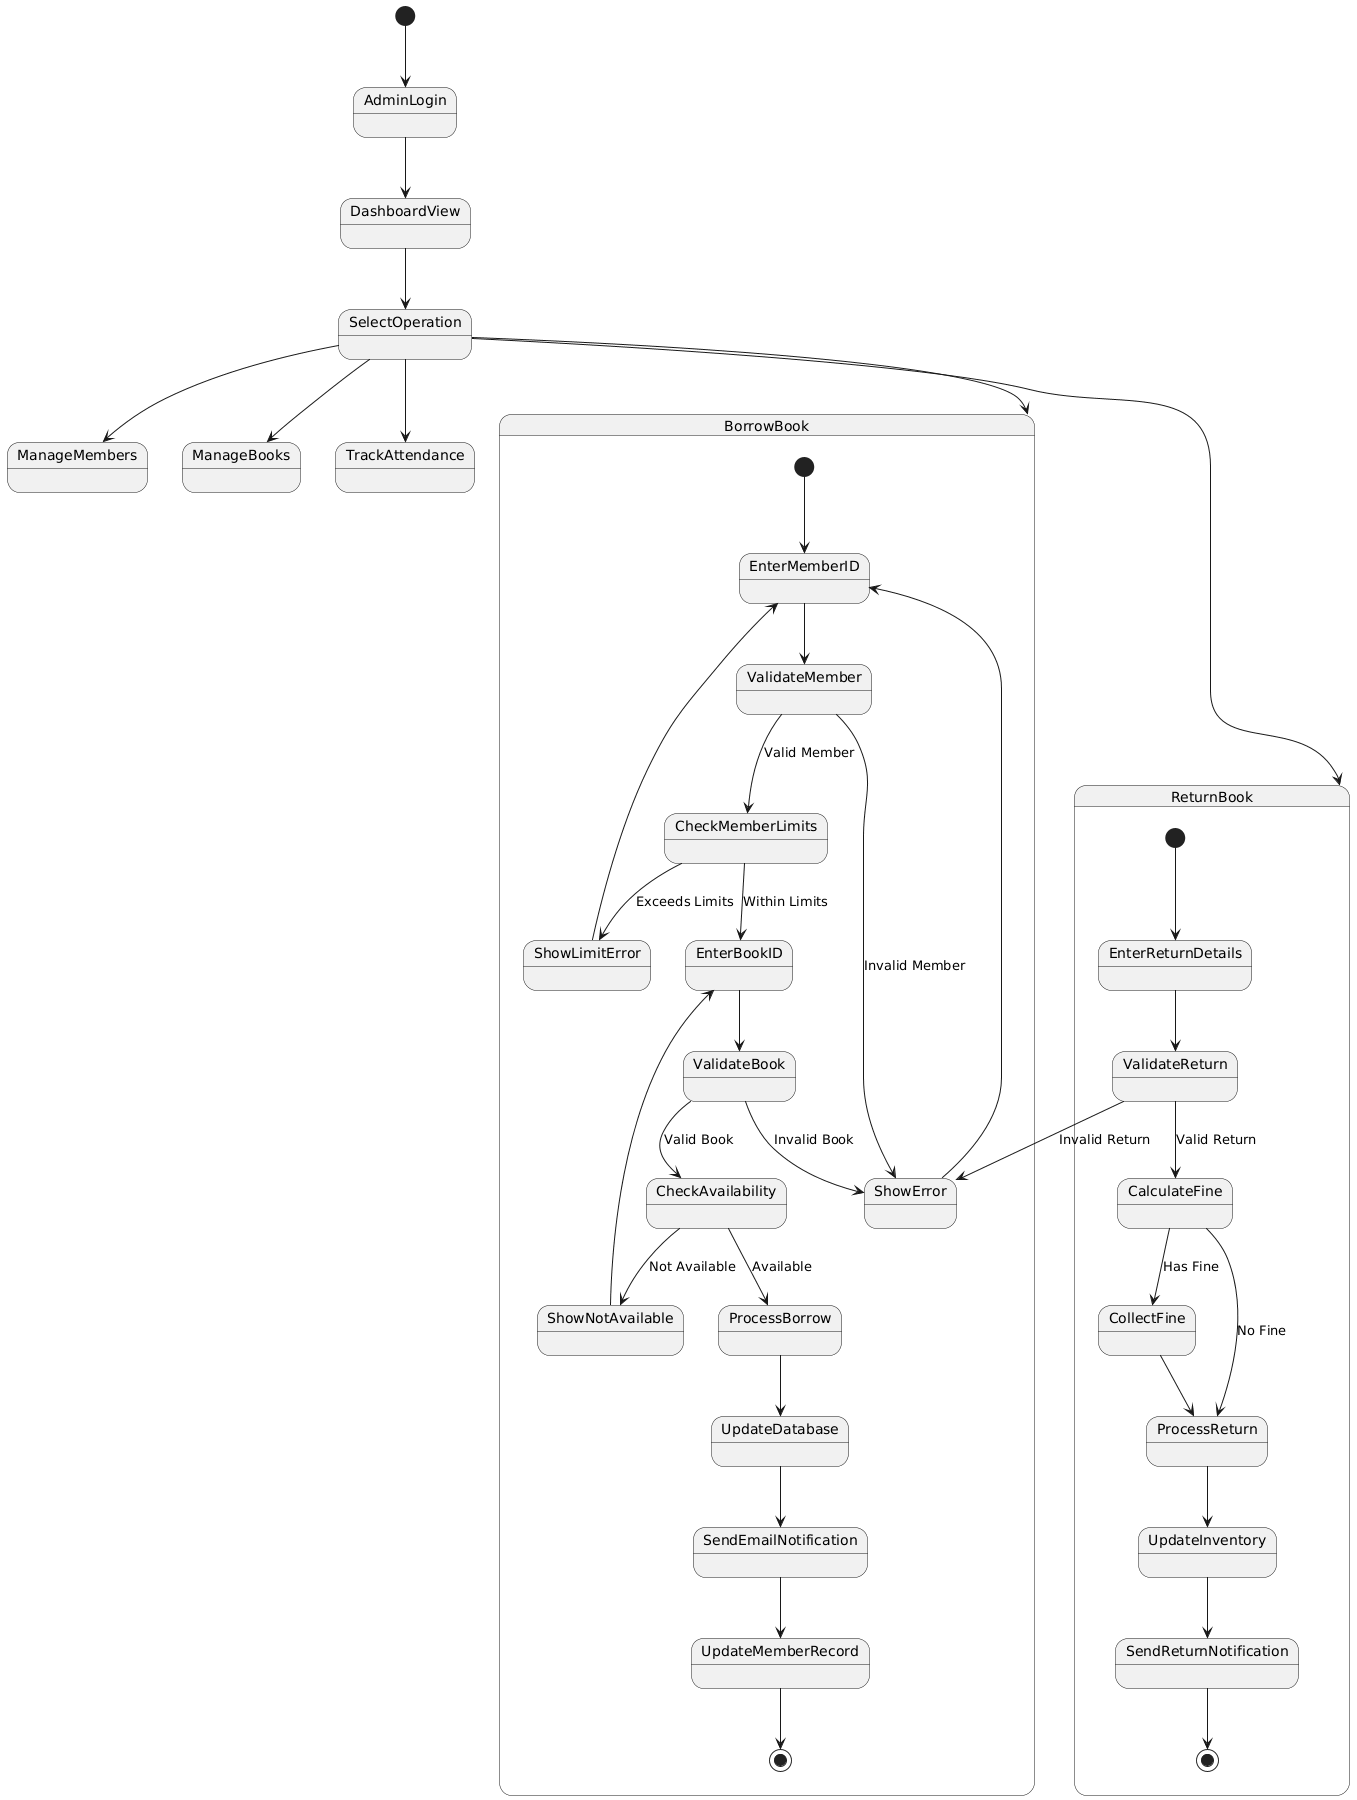 AdminLogin
DashboardView
SelectOperation
ManageMembers
ManageBooks
TrackAttendance
BorrowBook
EnterMemberID
ValidateMember
Valid Member
CheckMemberLimits
Exceeds Limits
Within Limits
Invalid Member
ShowLimitError
EnterBookID
ValidateBook
Valid Book
Invalid Book
CheckAvailability
ShowError
Not Available
Available
ShowNotAvailable
ProcessBorrow
UpdateDatabase
SendEmailNotification
UpdateMemberRecord
ReturnBook
EnterReturnDetails
ValidateReturn
Invalid Return
Valid Return
CalculateFine
Has Fine
CollectFine
No Fine
ProcessReturn
UpdateInventory
SendReturnNotification